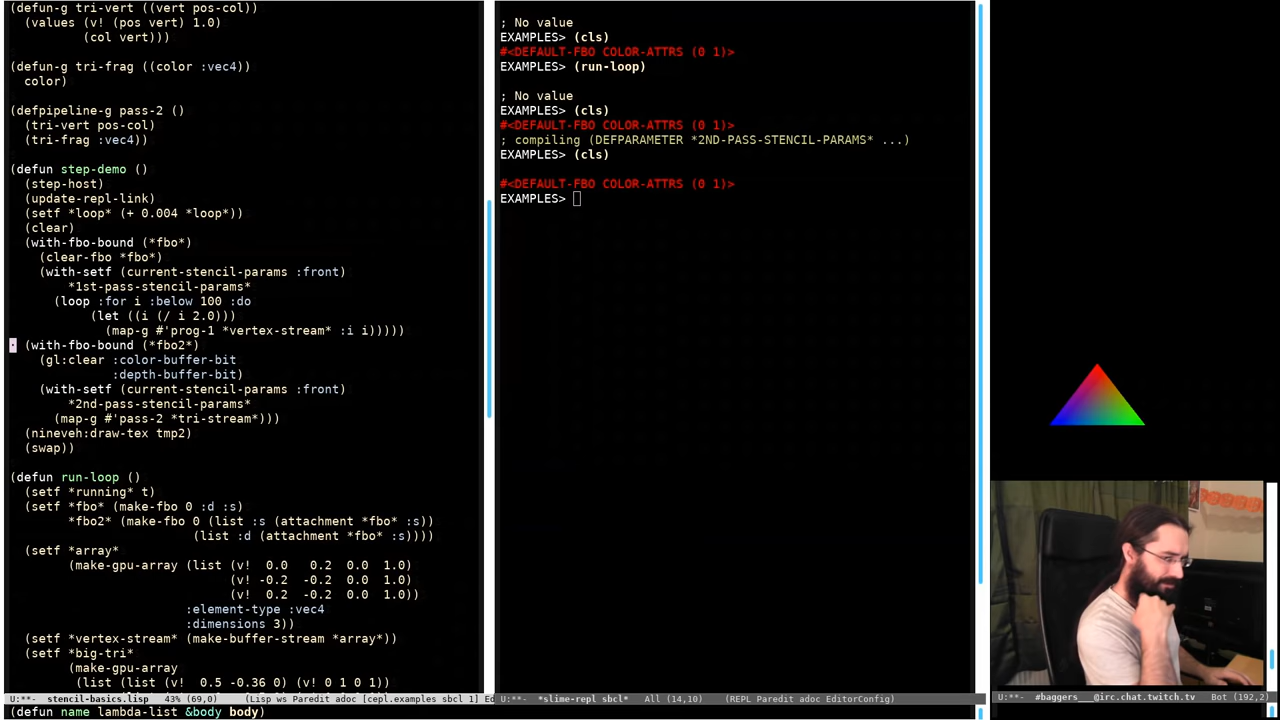 (defun-g tri-vert ((vert pos-col))
  (values (v! (pos vert) 1.0)
          (col vert)))
(defun-g tri-frag ((color :vec4))
  color)
(defpipeline-g pass-2 ()
  (tri-vert pos-col)
  (tri-frag :vec4))
(defun step-demo ()
  (step-host)
  (update-repl-link)
  (setf *loop* (+ 0.004 *loop*))
  (clear)
  (with-fbo-bound (*fbo*)
    (clear-fbo *fbo*)
    (with-setf (current-stencil-params :front)
        *1st-pass-stencil-params*
      (loop :for i :below 100 :do
           (let ((i (/ i 2.0)))
             (map-g #'prog-1 *vertex-stream* :i i)))))
  (with-fbo-bound (*fbo2*)
    (gl:clear :color-buffer-bit
              :depth-buffer-bit)
    (with-setf (current-stencil-params :front)
        *2nd-pass-stencil-params*
      (map-g #'pass-2 *tri-stream*)))
  (nineveh:draw-tex tmp2)
  (swap))
(defun run-loop ()
  (setf *running* t)
  (setf *fbo* (make-fbo 0 :d :s)
        *fbo2* (make-fbo 0 (list :s (attachment *fbo* :s))
                         (list :d (attachment *fbo* :s))))
  (setf *array*
        (make-gpu-array (list (v!  0.0   0.2  0.0  1.0)
                              (v! -0.2  -0.2  0.0  1.0)
                              (v!  0.2  -0.2  0.0  1.0))
                        :element-type :vec4
                        :dimensions 3))
  (setf *vertex-stream* (make-buffer-stream *array*))
  (setf *big-tri*
        (make-gpu-array
         (list (list (v!  0.5 -0.36 0) (v! 0 1 0 1))
U:**-  stencil-basics.lisp   43% (69,0)    (Lisp ws Paredit adoc [cepl.examples sbcl 1] Ed
(defun name lambda-list &body body)
; No value
EXAMPLES> (cls)
#<DEFAULT-FBO COLOR-ATTRS (0 1)>
EXAMPLES> (run-loop)
; No value
EXAMPLES> (cls)
#<DEFAULT-FBO COLOR-ATTRS (0 1)>
; compiling (DEFPARAMETER *2ND-PASS-STENCIL-PARAMS* ...)
EXAMPLES> (cls)
#<DEFAULT-FBO COLOR-ATTRS (0 1)>
EXAMPLES>
U:**-  *slime-repl sbcl*   All (14,10)    (REPL Paredit adoc EditorConfig)
U:**-  #baggers___@irc.chat.twitch.tv   Bot (192,2)